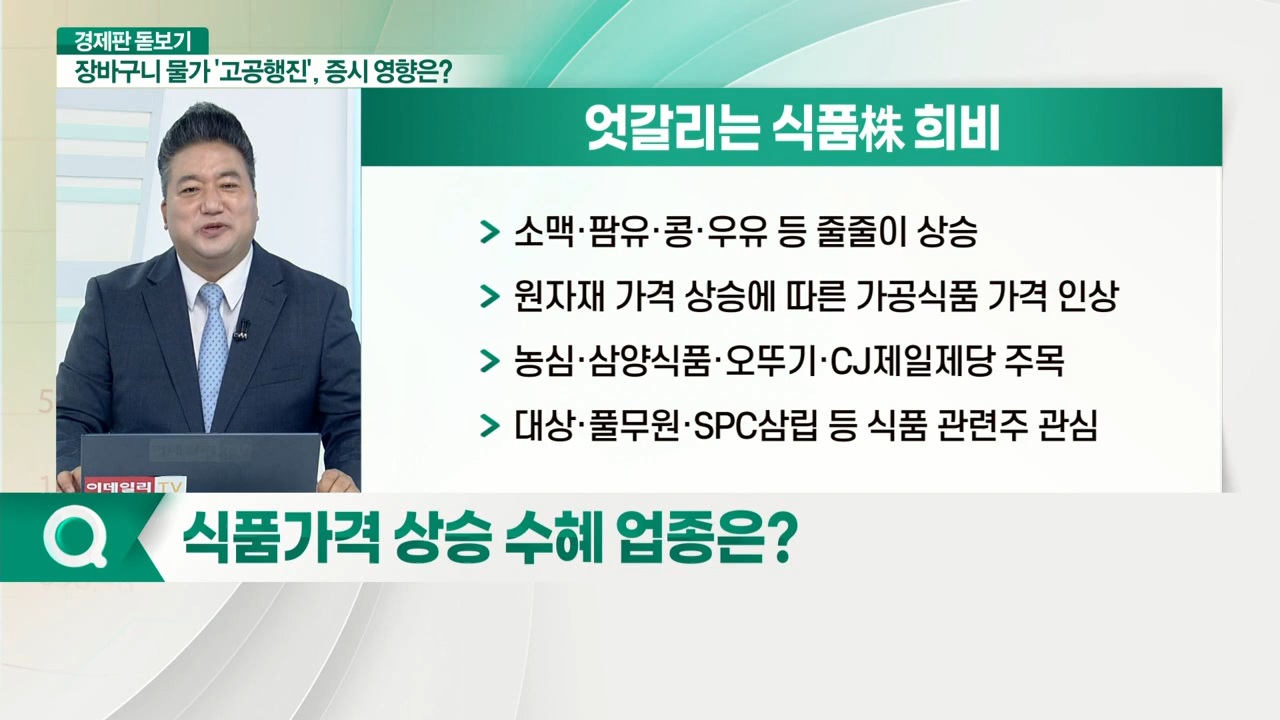 경제판 돋보기
장바구니 물가 '고공행진', 증시 영향은?
엇갈리는 식품株 희비
> 소맥·팜유·콩·우유 등 줄줄이 상승
> 원자재 가격 상승에 따른 가공식품 가격 인상
> 농심·삼양식품·오뚜기·CJ제일제당 주목
> 대상·풀무원·SPC삼립 등 식품 관련주 관심
이데일리 TV
Q 식품가격 상승 수혜 업종은?